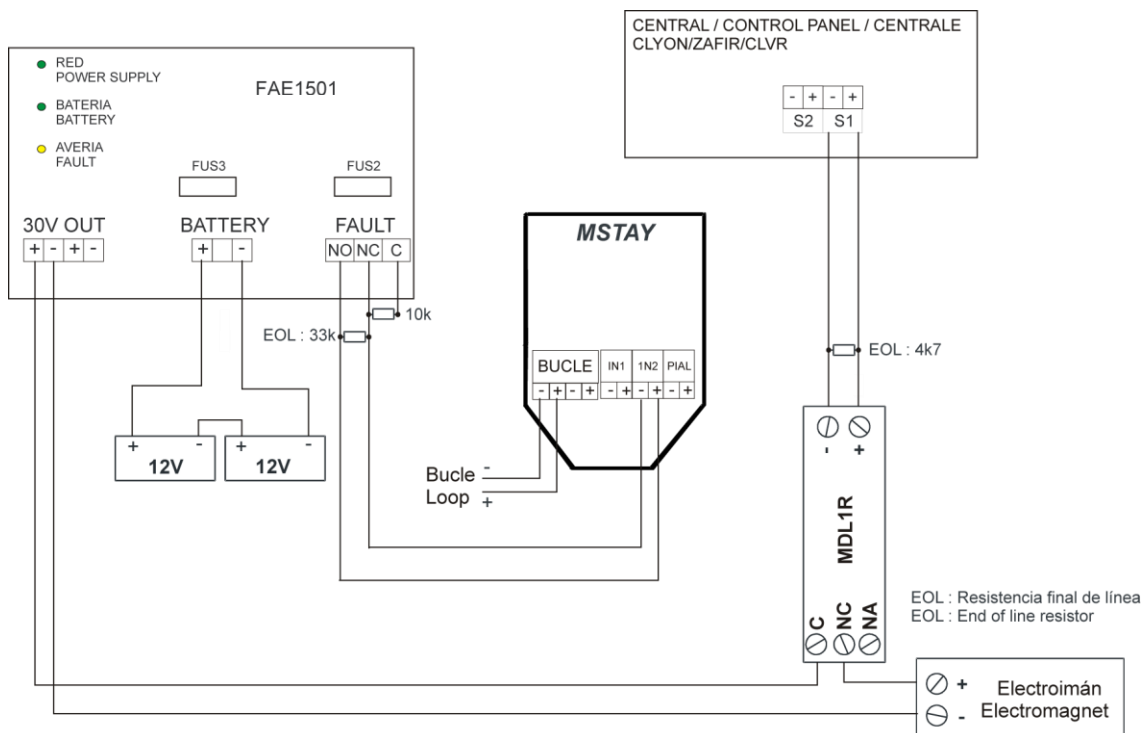 CENTRAL / CONTROL PANEL / CENTRALE
CLYON/ZAFIR/CLVR
- + - +
S2 S1
RED
POWER SUPPLY
BATERIA
BATTERY
AVERIA
FAULT
FAE1501
FUS3
FUS2
30V OUT
+ - + -
BATTERY
+ -
FAULT
NO NC C
10k
EOL : 33k
+ -
12V
+ -
12V
MSTAY
BUCLE IN1 1N2 PIAL
- + - + - + - + - +
Bucle -
Loop +
EOL : 4k7
- +
MDL1R
C NC NA
EOL : Resistencia final de línea
EOL : End of line resistor
+ Electroimán
- Electromagnet